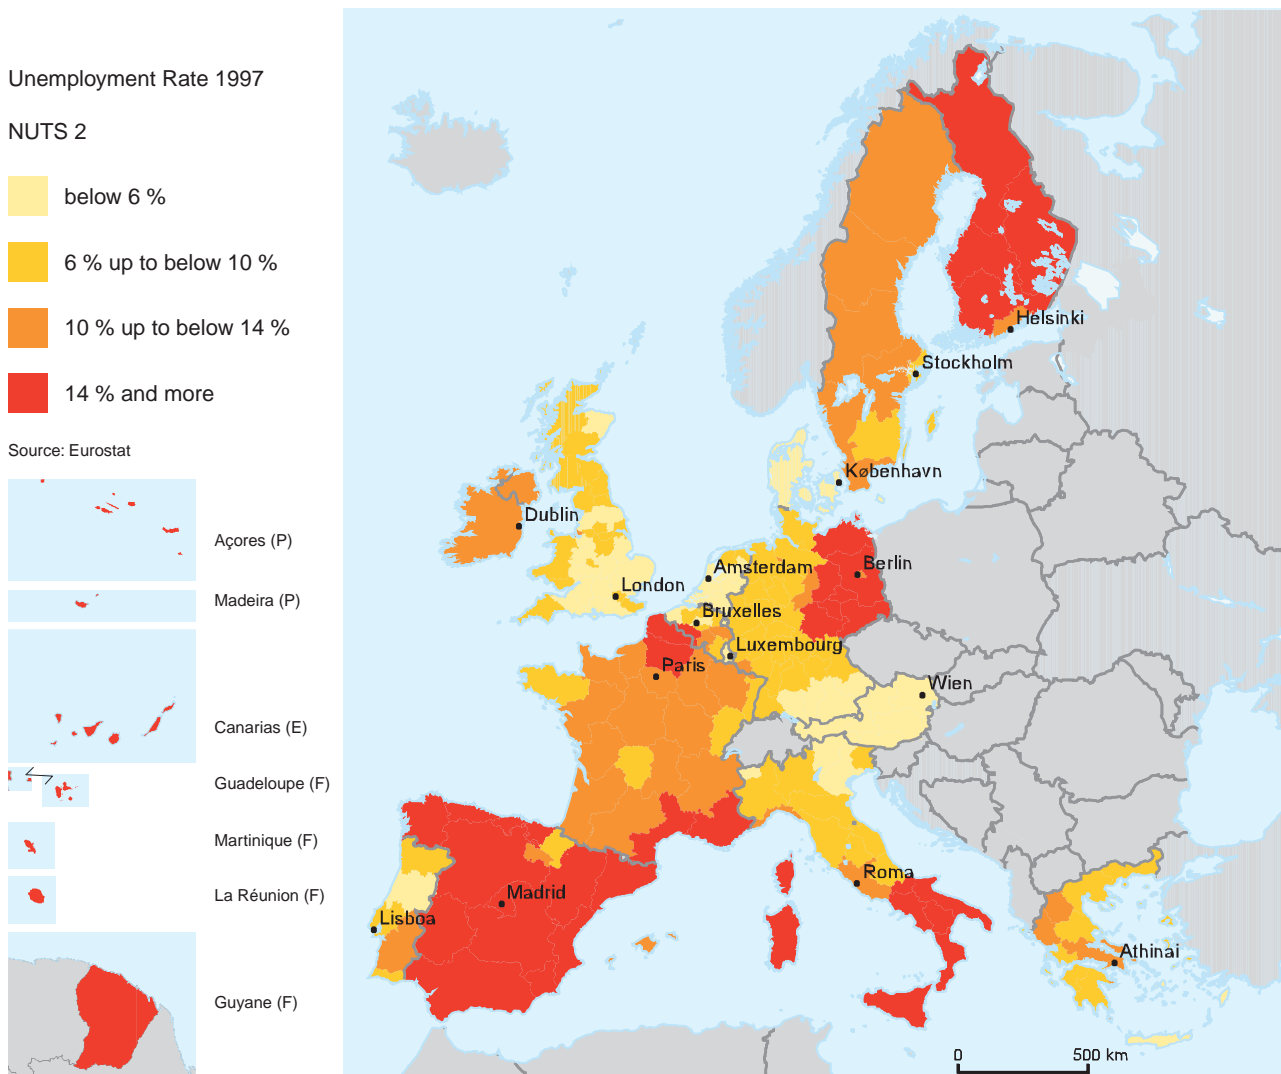 Unemployment Rate 1997
NUTS 2
below 6 %
6 % up to below 10 %
10 % up to below 14 %
14 % and more
Source: Eurostat
Açores (P)
Madeira (P)
Canarias (E)
Guadeloupe (F)
Martinique (F)
La Réunion (F)
Guyane (F)
Helsinki
Stockholm
København
Dublin
Berlin
Amsterdam
London
Bruxelles
Luxembourg
Paris
Wien
Roma
Madrid
Lisboa
Athinai
0 500 km